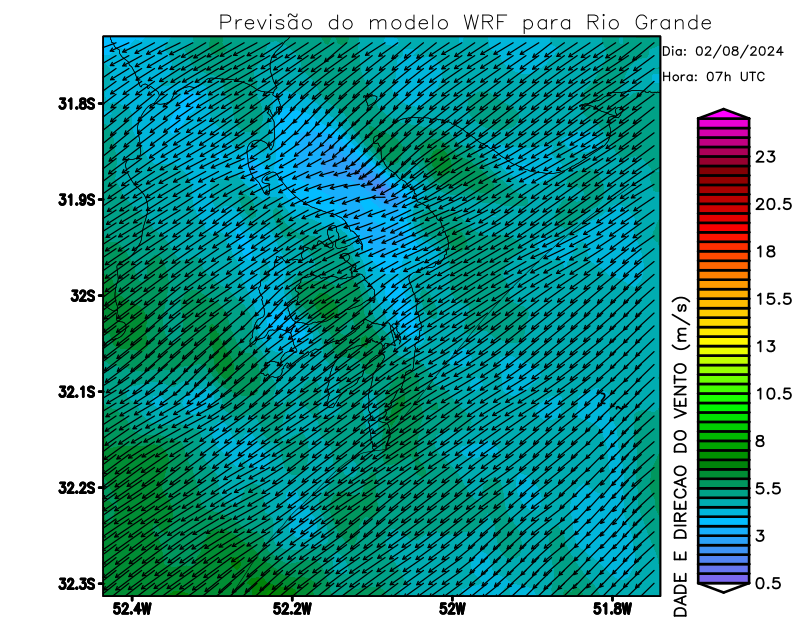 Previsão do modelo WRF para Rio Grande
Dia: 02/08/2024
Hora: 07h UTC
31.8S
31.9S
32S
32.1S
32.2S
32.3S
52.4W
52.2W
52W
51.8W
23
20.5
18
15.5
13
10.5
8
5.5
3
0.5
DADE E DIRECAO DO VENTO (m/s)